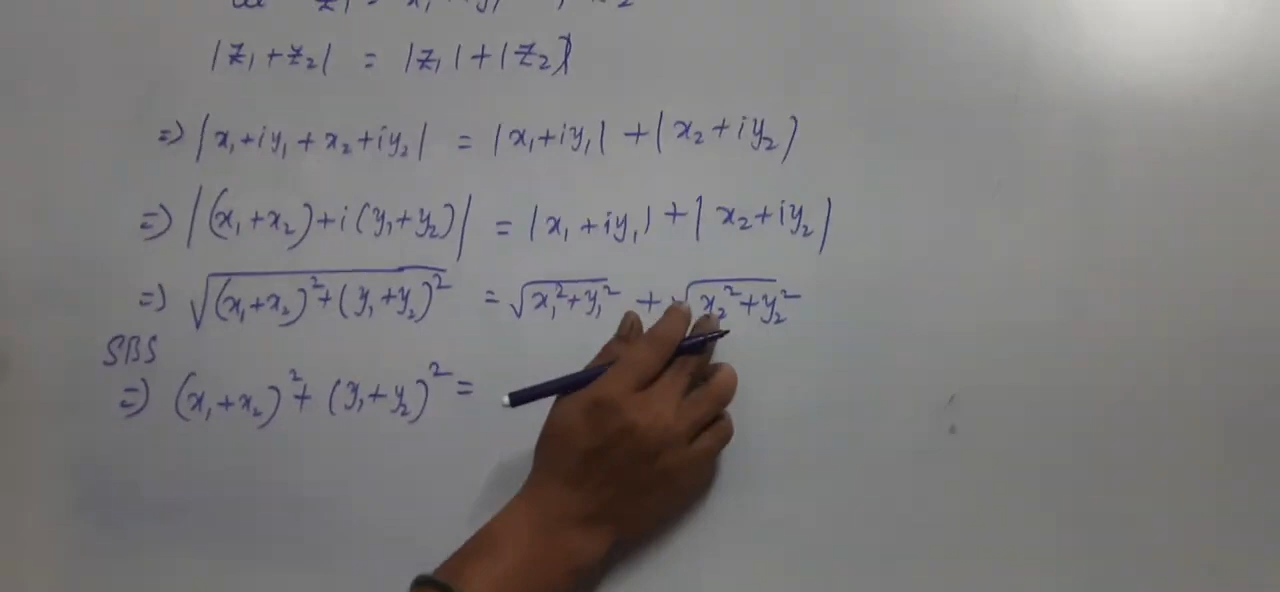 |z₁+z₂| = |z₁|+|z₂|
⇒ |x₁+iy₁+x₂+iy₂| = |x₁+iy₁| + |x₂+iy₂|
⇒ |(x₁+x₂)+i(y₁+y₂)| = |x₁+iy₁|+|x₂+iy₂|
⇒ √((x₁+x₂)²+(y₁+y₂)²) = √(x₁²+y₁²) + √(x₂²+y₂²)
SBS
⇒ (x₁+x₂)²+(y₁+y₂)² =